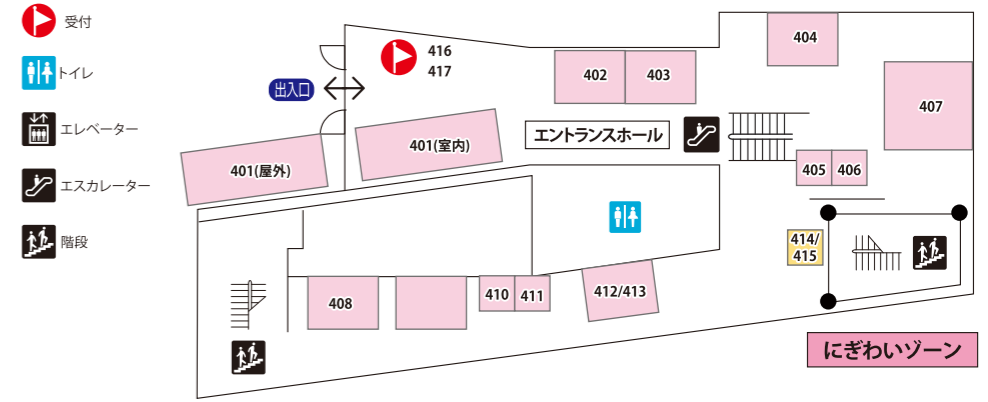 受付
トイレ
エレベーター
エスカレーター
階段
416
417
出入口
401(屋外)
401(室内)
402
403
404
407
エントランスホール
405
406
414/
415
408
410
411
412/413
にぎわいゾーン